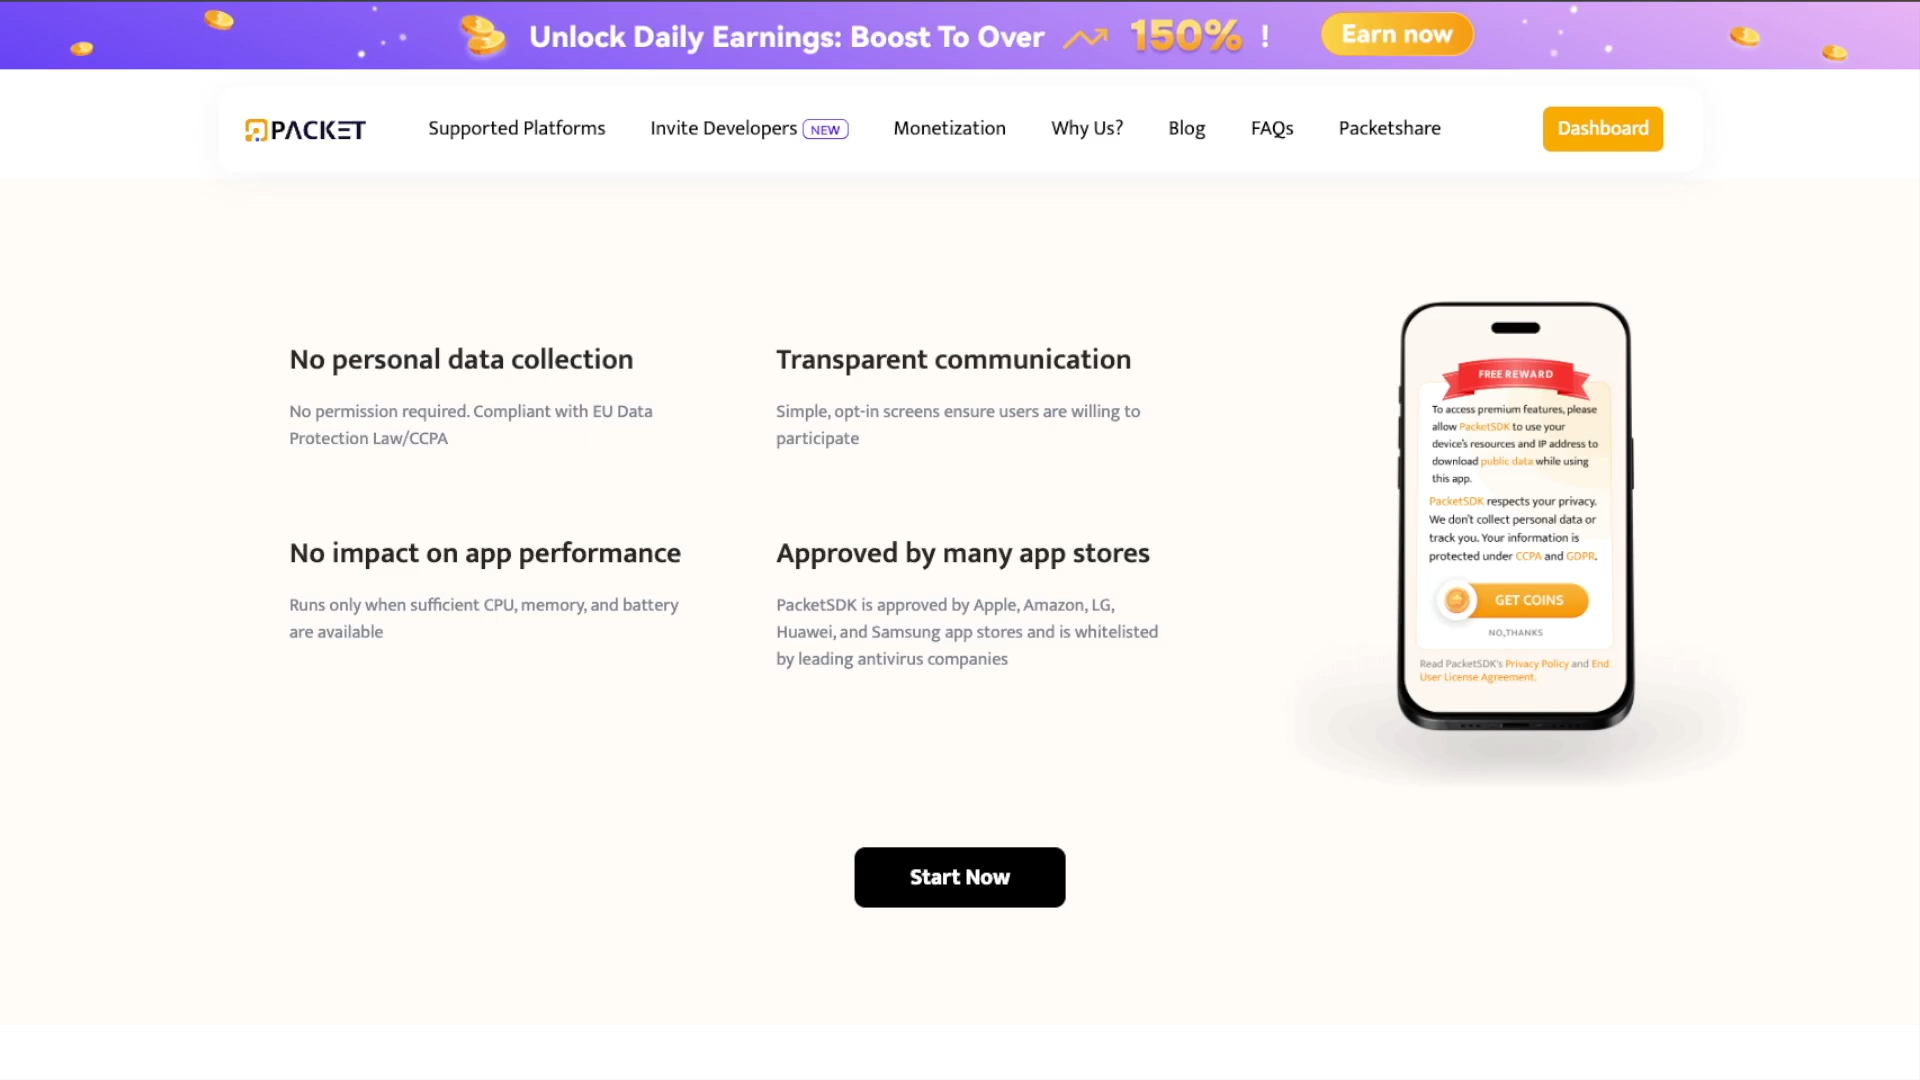 Unlock Daily Earnings: Boost To Over 150% !
Earn now
PACKET
Supported Platforms
Invite Developers NEW
Monetization
Why Us?
Blog
FAQs
Packetshare
Dashboard
No personal data collection
No permission required. Compliant with EU Data
Protection Law/CCPA
Transparent communication
Simple, opt-in screens ensure users are willing to
participate
No impact on app performance
Runs only when sufficient CPU, memory, and battery
are available
Approved by many app stores
PacketSDK is approved by Apple, Amazon, LG,
Huawei, and Samsung app stores and is whitelisted
by leading antivirus companies
FREE REWARD
To access premium features, please
allow PacketSDK to use your
device's resources and IP address to
download public data while using
this app.
PacketSDK respects your privacy.
We don't collect personal data or
track you. Your information is
protected under CCPA and GDPR.
GET COINS
NO,THANKS
Read PacketSDK's Privacy Policy and End
User License Agreement.
Start Now